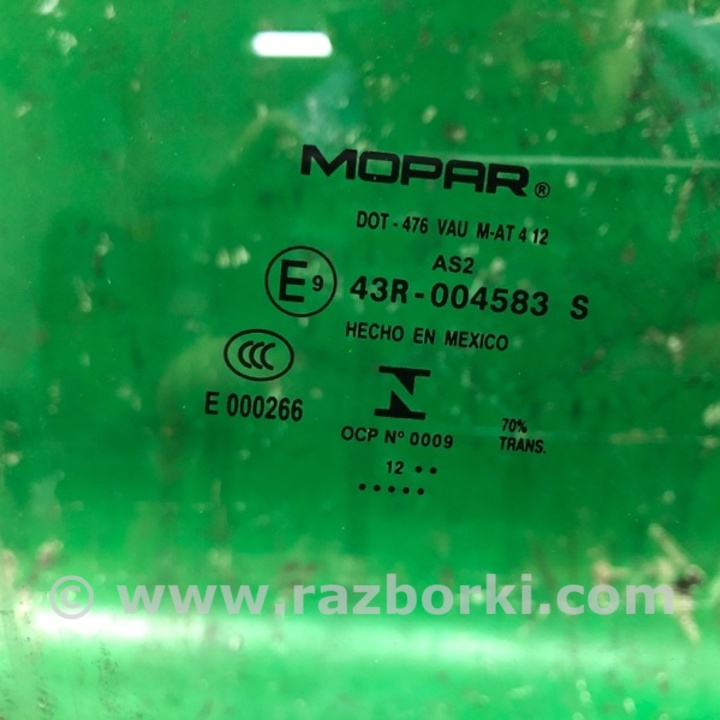 MOPAR®
DOT - 476 VAU M-AT 4 12
AS2
E9 43R-004583 S
HECHO EN MEXICO
CCC
E 000266
OCP Nº 0009
70%
TRANS.
12 • •
• • • • •
© www.razborki.com